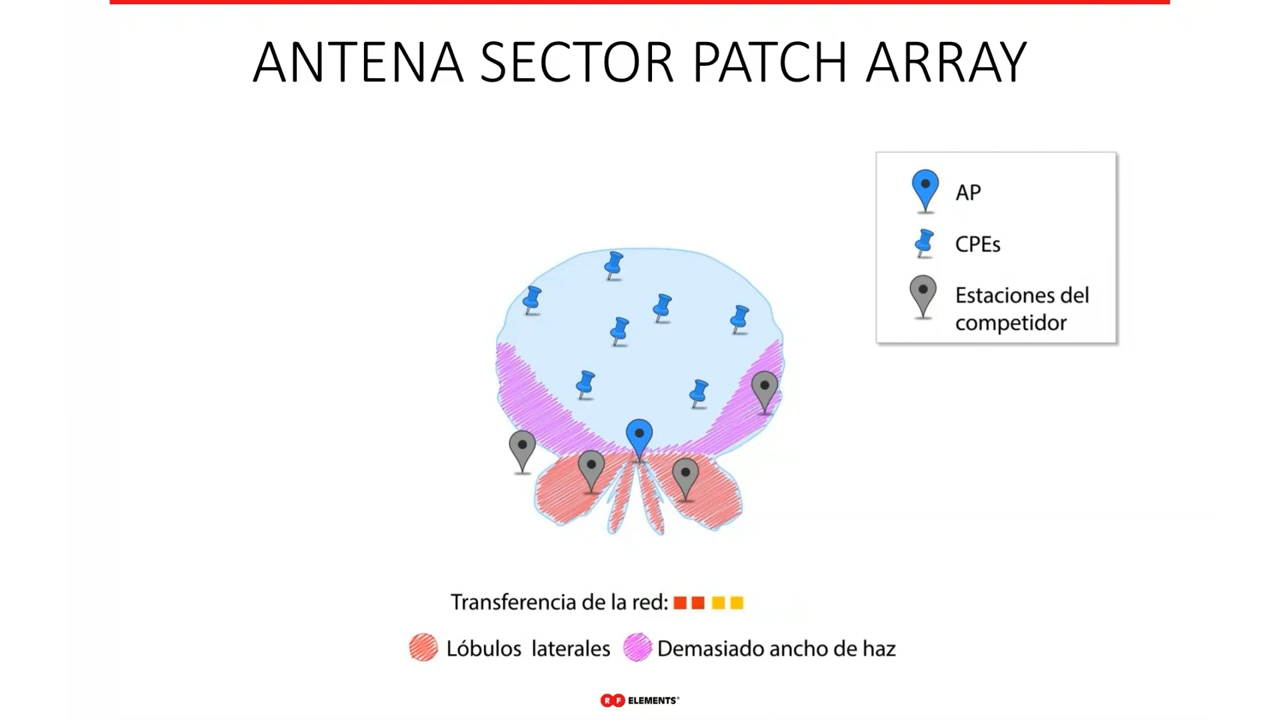 ANTENA SECTOR PATCH ARRAY
AP
CPEs
Estaciones del
competidor
Transferencia de la red:
Lóbulos laterales
Demasiado ancho de haz
RF ELEMENTS